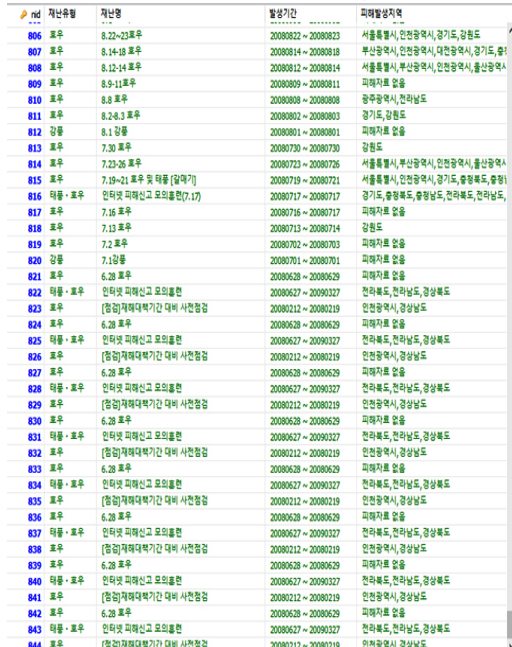 nid 재난유형 재난명 발생기간 피해발생지역
806 호우 8.22~23호우 20080822 ~ 20080823 서울특별시,인천광역시,경기도,강원도
807 호우 8.14-18 호우 20080814 ~ 20080818 부산광역시,인천광역시,대전광역시,경기도,충
808 호우 8.12-14 호우 20080812 ~ 20080814 서울특별시,부산광역시,인천광역시,울산광역시
809 호우 8.9-11호우 20080809 ~ 20080811 피해자료 없음
810 호우 8.8 호우 20080808 ~ 20080808 광주광역시,전라남도
811 호우 8.2-8.3 호우 20080802 ~ 20080803 경기도,강원도
812 강풍 8.1 강풍 20080801 ~ 20080801 피해자료 없음
813 호우 7.30 호우 20080730 ~ 20080730 강원도
814 호우 7.23-26 호우 20080723 ~ 20080726 서울특별시,부산광역시,인천광역시,울산광역시
815 호우 7.19~21 호우 및 태풍 [갈매기] 20080719 ~ 20080721 서울특별시,인천광역시,경기도,충청북도,충청
816 태풍·호우 인터넷 피해신고 모의훈련(7.17) 20080717 ~ 20080717 경기도,충청북도,충청남도,전라북도,전라남도,
817 호우 7.16 호우 20080716 ~ 20080717 피해자료 없음
818 호우 7.13 호우 20080713 ~ 20080714 강원도
819 호우 7.2 호우 20080702 ~ 20080703 피해자료 없음
820 강풍 7.1강풍 20080701 ~ 20080701 피해자료 없음
821 호우 6.28 호우 20080628 ~ 20080629 피해자료 없음
822 태풍·호우 인터넷 피해신고 모의훈련 20080627 ~ 20090327 전라북도,전라남도,경상북도
823 호우 [점검]재해대책기간 대비 사전점검 20080212 ~ 20080219 인천광역시,경상남도
824 호우 6.28 호우 20080628 ~ 20080629 피해자료 없음
825 태풍·호우 인터넷 피해신고 모의훈련 20080627 ~ 20090327 전라북도,전라남도,경상북도
826 호우 [점검]재해대책기간 대비 사전점검 20080212 ~ 20080219 인천광역시,경상남도
827 호우 6.28 호우 20080628 ~ 20080629 피해자료 없음
828 태풍·호우 인터넷 피해신고 모의훈련 20080627 ~ 20090327 전라북도,전라남도,경상북도
829 호우 [점검]재해대책기간 대비 사전점검 20080212 ~ 20080219 인천광역시,경상남도
830 호우 6.28 호우 20080628 ~ 20080629 피해자료 없음
831 태풍·호우 인터넷 피해신고 모의훈련 20080627 ~ 20090327 전라북도,전라남도,경상북도
832 호우 [점검]재해대책기간 대비 사전점검 20080212 ~ 20080219 인천광역시,경상남도
833 호우 6.28 호우 20080628 ~ 20080629 피해자료 없음
834 태풍·호우 인터넷 피해신고 모의훈련 20080627 ~ 20090327 전라북도,전라남도,경상북도
835 호우 [점검]재해대책기간 대비 사전점검 20080212 ~ 20080219 인천광역시,경상남도
836 호우 6.28 호우 20080628 ~ 20080629 피해자료 없음
837 태풍·호우 인터넷 피해신고 모의훈련 20080627 ~ 20090327 전라북도,전라남도,경상북도
838 호우 [점검]재해대책기간 대비 사전점검 20080212 ~ 20080219 인천광역시,경상남도
839 호우 6.28 호우 20080628 ~ 20080629 피해자료 없음
840 태풍·호우 인터넷 피해신고 모의훈련 20080627 ~ 20090327 전라북도,전라남도,경상북도
841 호우 [점검]재해대책기간 대비 사전점검 20080212 ~ 20080219 인천광역시,경상남도
842 호우 6.28 호우 20080628 ~ 20080629 피해자료 없음
843 태풍·호우 인터넷 피해신고 모의훈련 20080627 ~ 20090327 전라북도,전라남도,경상북도
844 호우 [점검]재해대책기간 대비 사전점검 20080212 ~ 20080219 인천광역시,경상남도